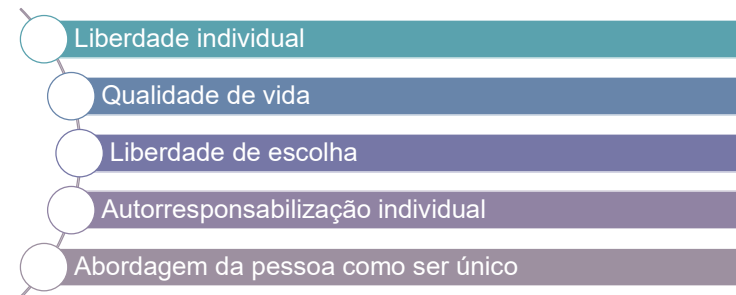 Liberdade individual
Qualidade de vida
Liberdade de escolha
Autorresponsabilização individual
Abordagem da pessoa como ser único